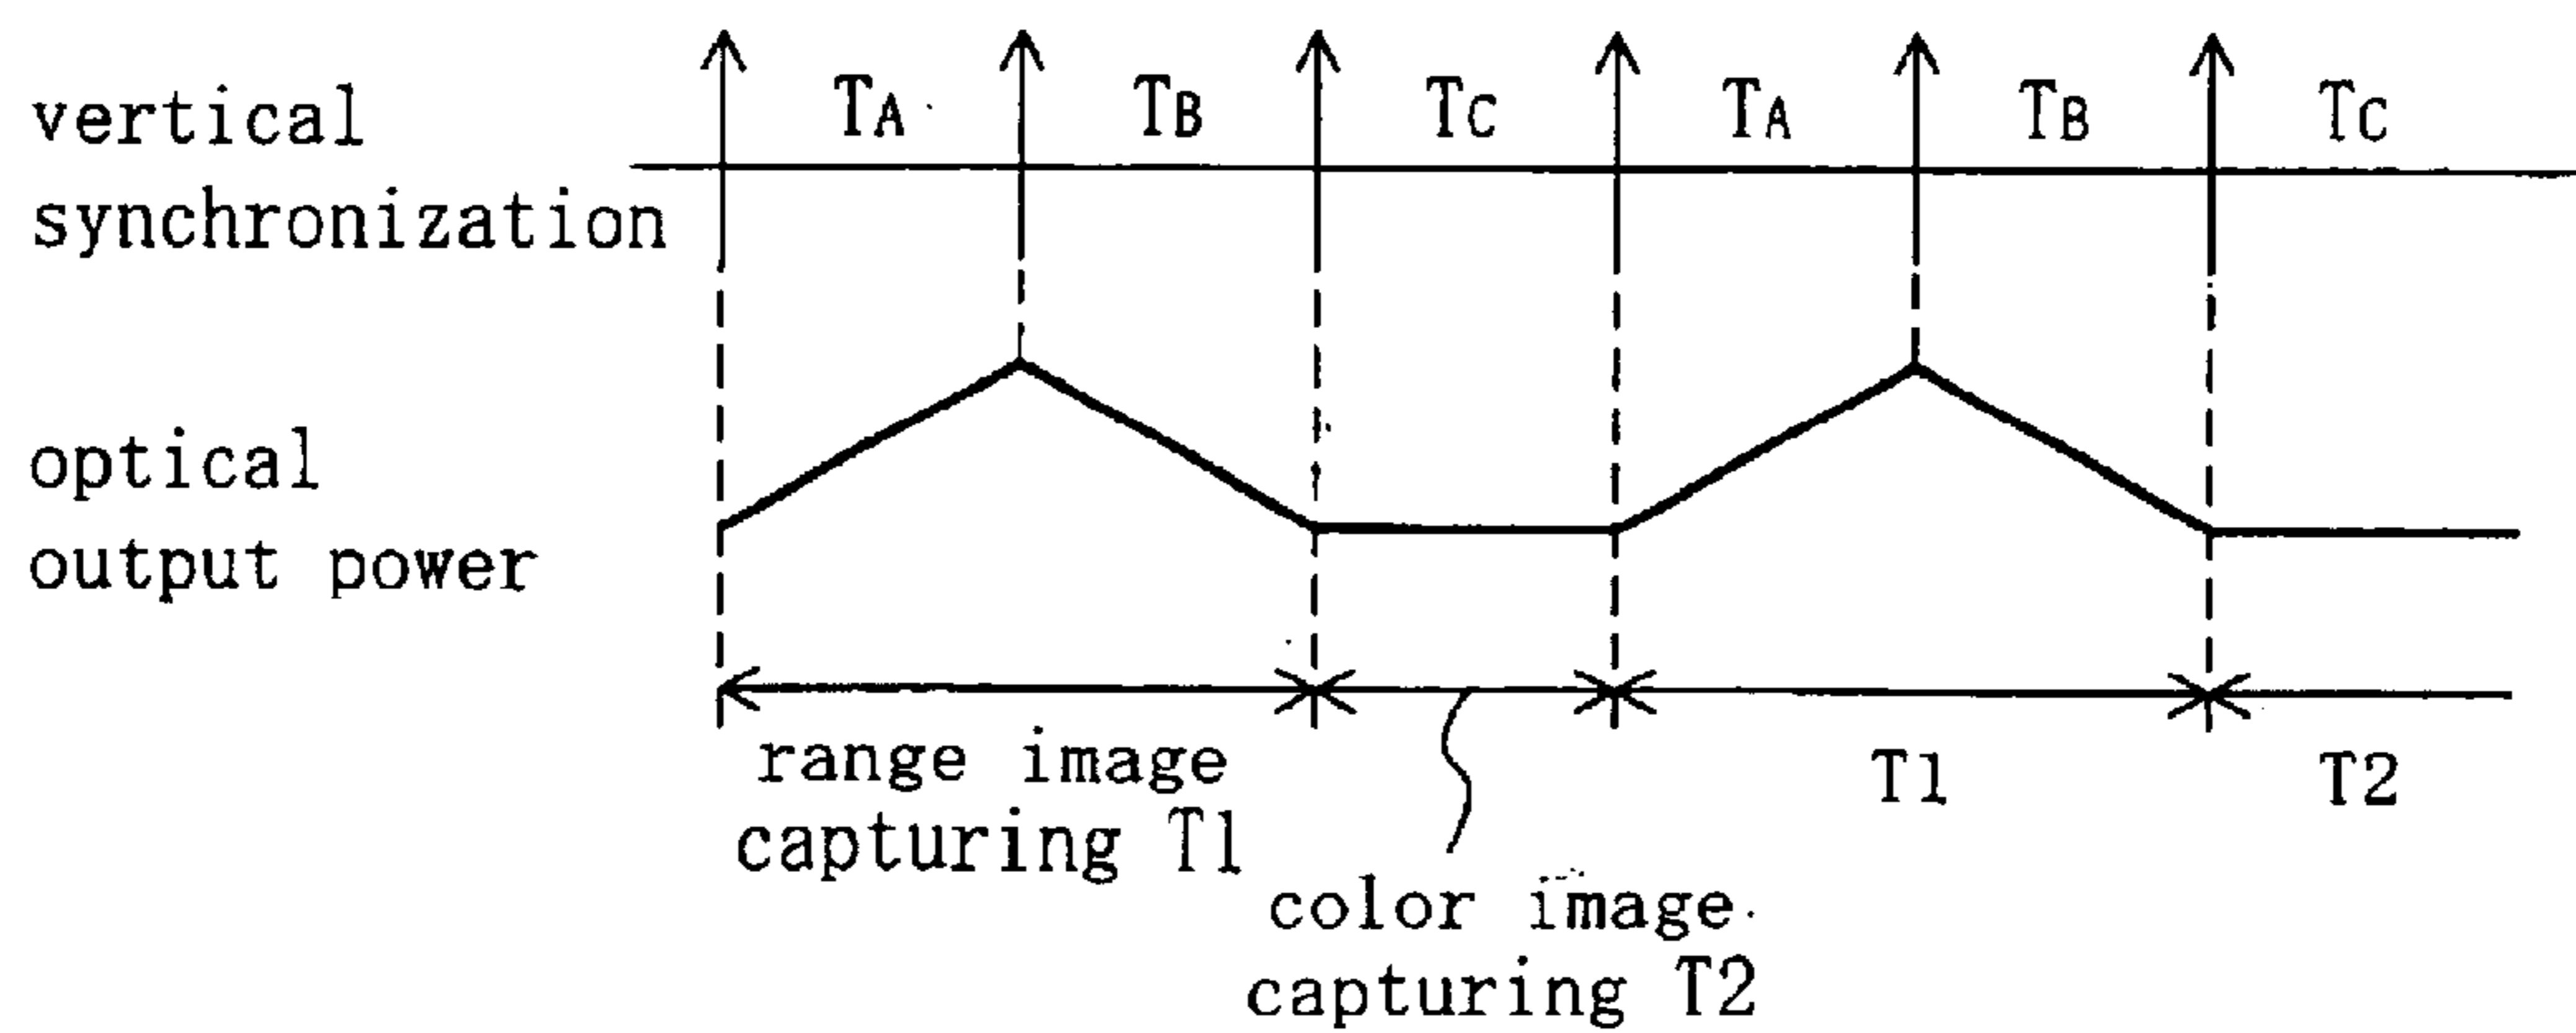 vertical
synchronization
TA TB TC TA TB TC
optical
output power
range image
capturing T1
color image
capturing T2
T1 T2